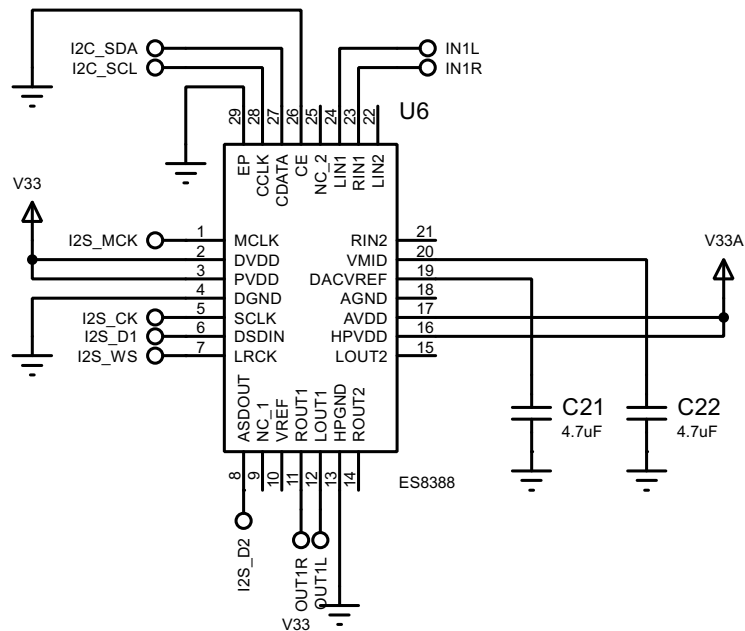 I2C_SDA
I2C_SCL
IN1L
IN1R
U6
29
28
27
26
25
24
23
22
EP
CCLK
CDATA
CE
NC_2
LIN1
RIN1
LIN2
V33
V33A
I2S_MCK 1 MCLK
2 DVDD
3 PVDD
4 DGND
I2S_CK 5 SCLK
I2S_D1 6 DSDIN
I2S_WS 7 LRCK
RIN2 21
VMID 20
DACVREF 19
AGND 18
AVDD 17
HPVDD 16
LOUT2 15
ASDOUT
NC_1
VREF
ROUT1
LOUT1
HPGND
ROUT2
8
9
10
11
12
13
14
C21
4.7uF
C22
4.7uF
ES8388
I2S_D2
OUT1R
OUT1L
V33